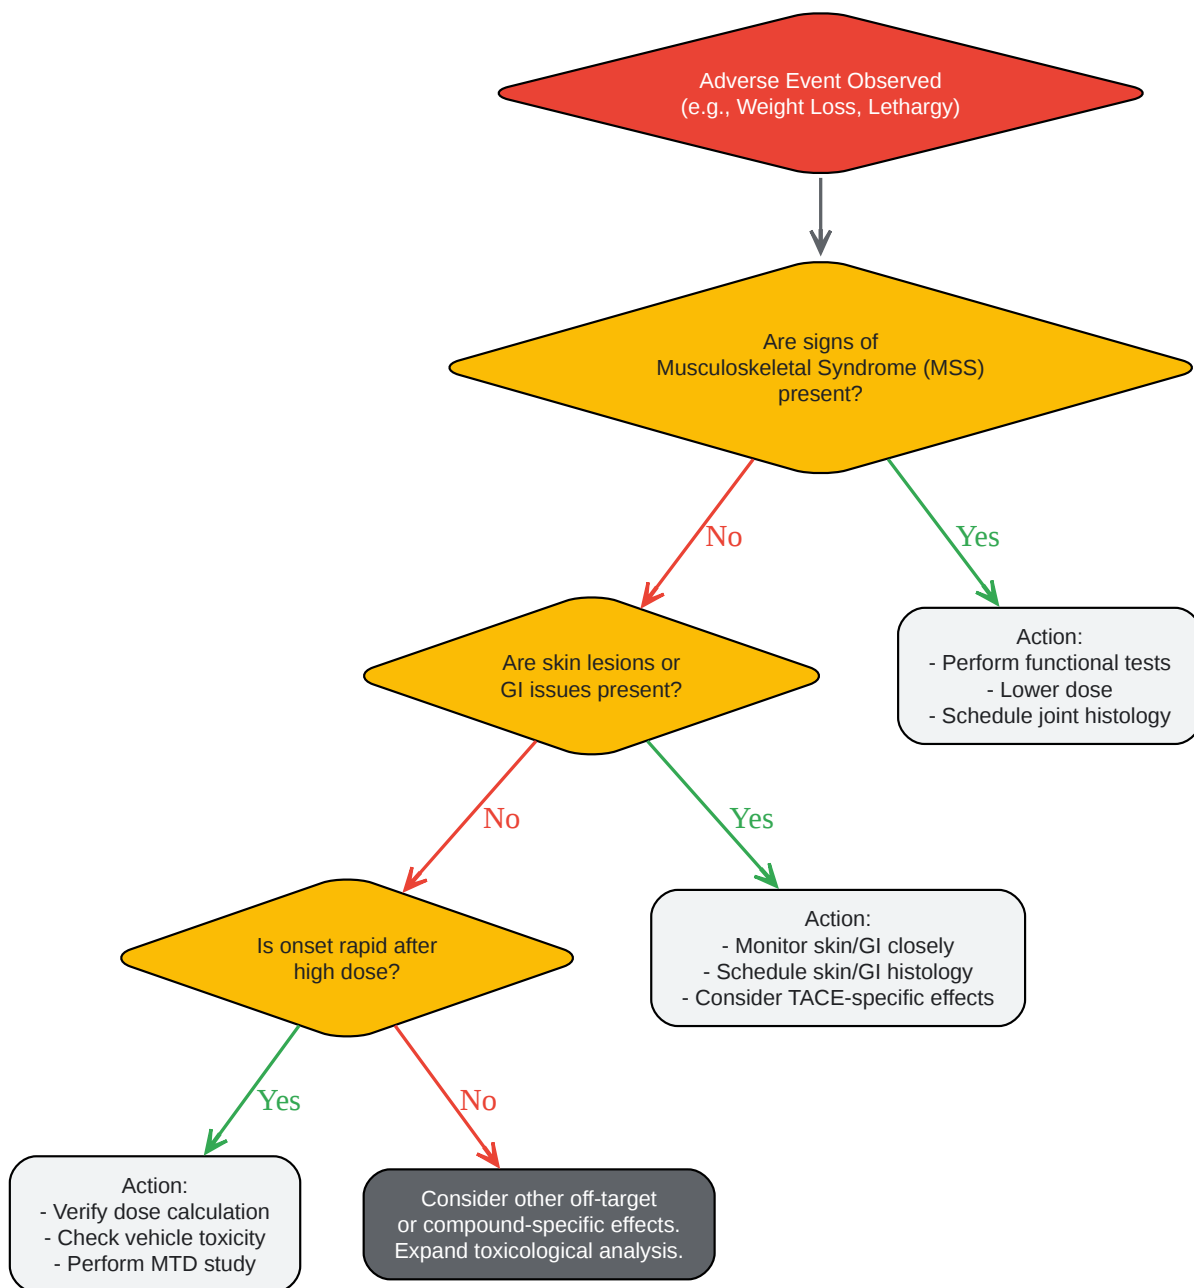 Adverse Event Observed
(e.g., Weight Loss, Lethargy)
Are signs of
Musculoskeletal Syndrome (MSS)
present?
No
Yes
Are skin lesions or
GI issues present?
Action:
- Perform functional tests
- Lower dose
- Schedule joint histology
No
Yes
Is onset rapid after
high dose?
Action:
- Monitor skin/GI closely
- Schedule skin/GI histology
- Consider TACE-specific effects
Yes
No
Action:
- Verify dose calculation
- Check vehicle toxicity
- Perform MTD study
Consider other off-target
or compound-specific effects.
Expand toxicological analysis.